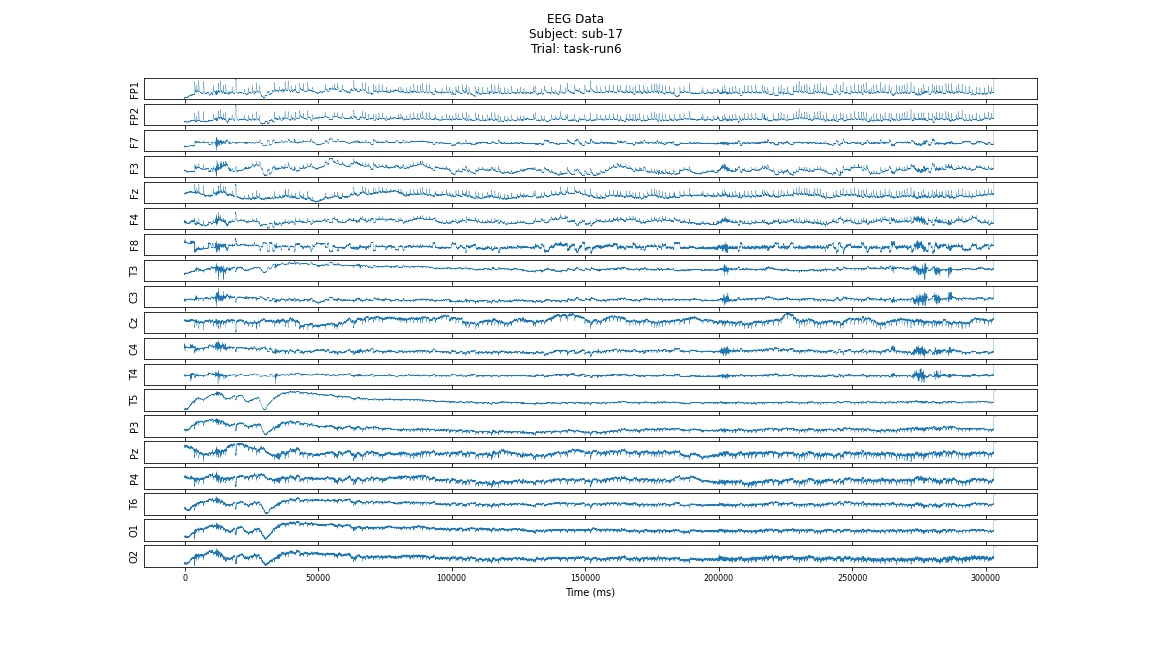 EEG Data
Subject: sub-17
Trial: task-run6
FP1
FP2
F7
F3
Fz
F4
F8
T3
C3
Cz
C4
T4
T5
P3
Pz
P4
T6
O1
O2
0 50000 100000 150000 200000 250000 300000
Time (ms)